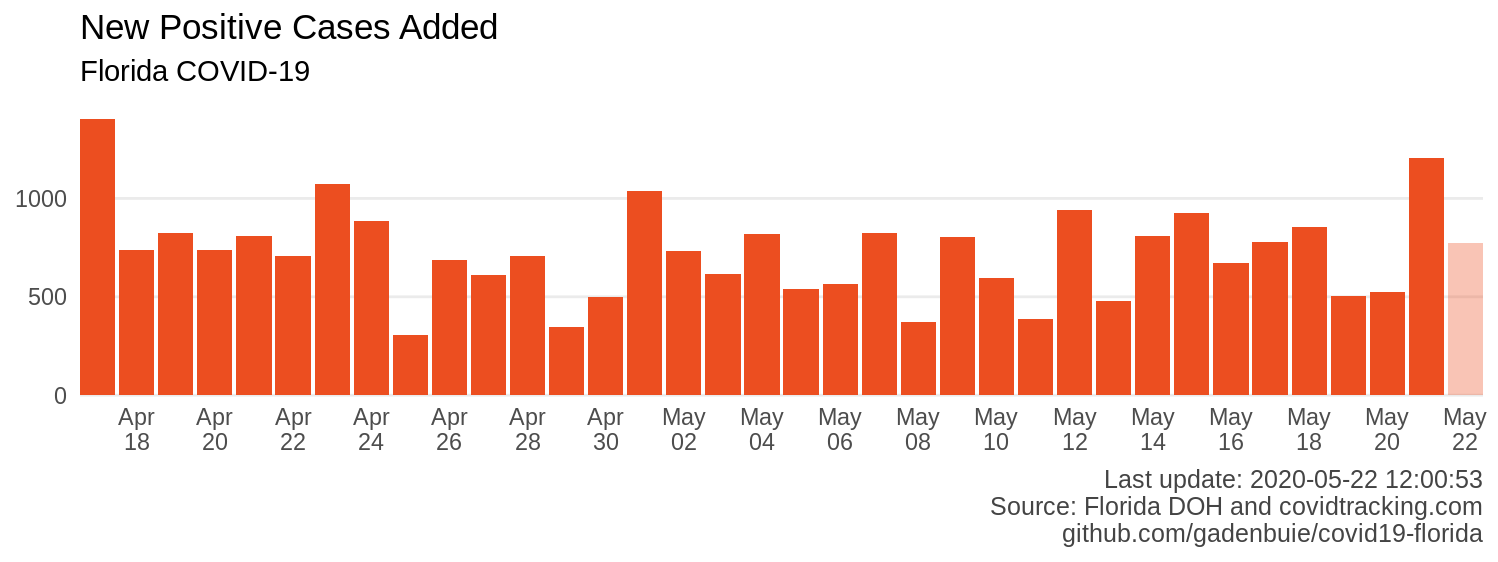 New Positive Cases Added
Florida COVID-19
1000
500
0
Apr Apr Apr Apr Apr Apr Apr May May May May May May May May May May May
18 20 22 24 26 28 30 02 04 06 08 10 12 14 16 18 20 22
Last update: 2020-05-22 12:00:53
Source: Florida DOH and covidtracking.com
github.com/gadenbuie/covid19-florida